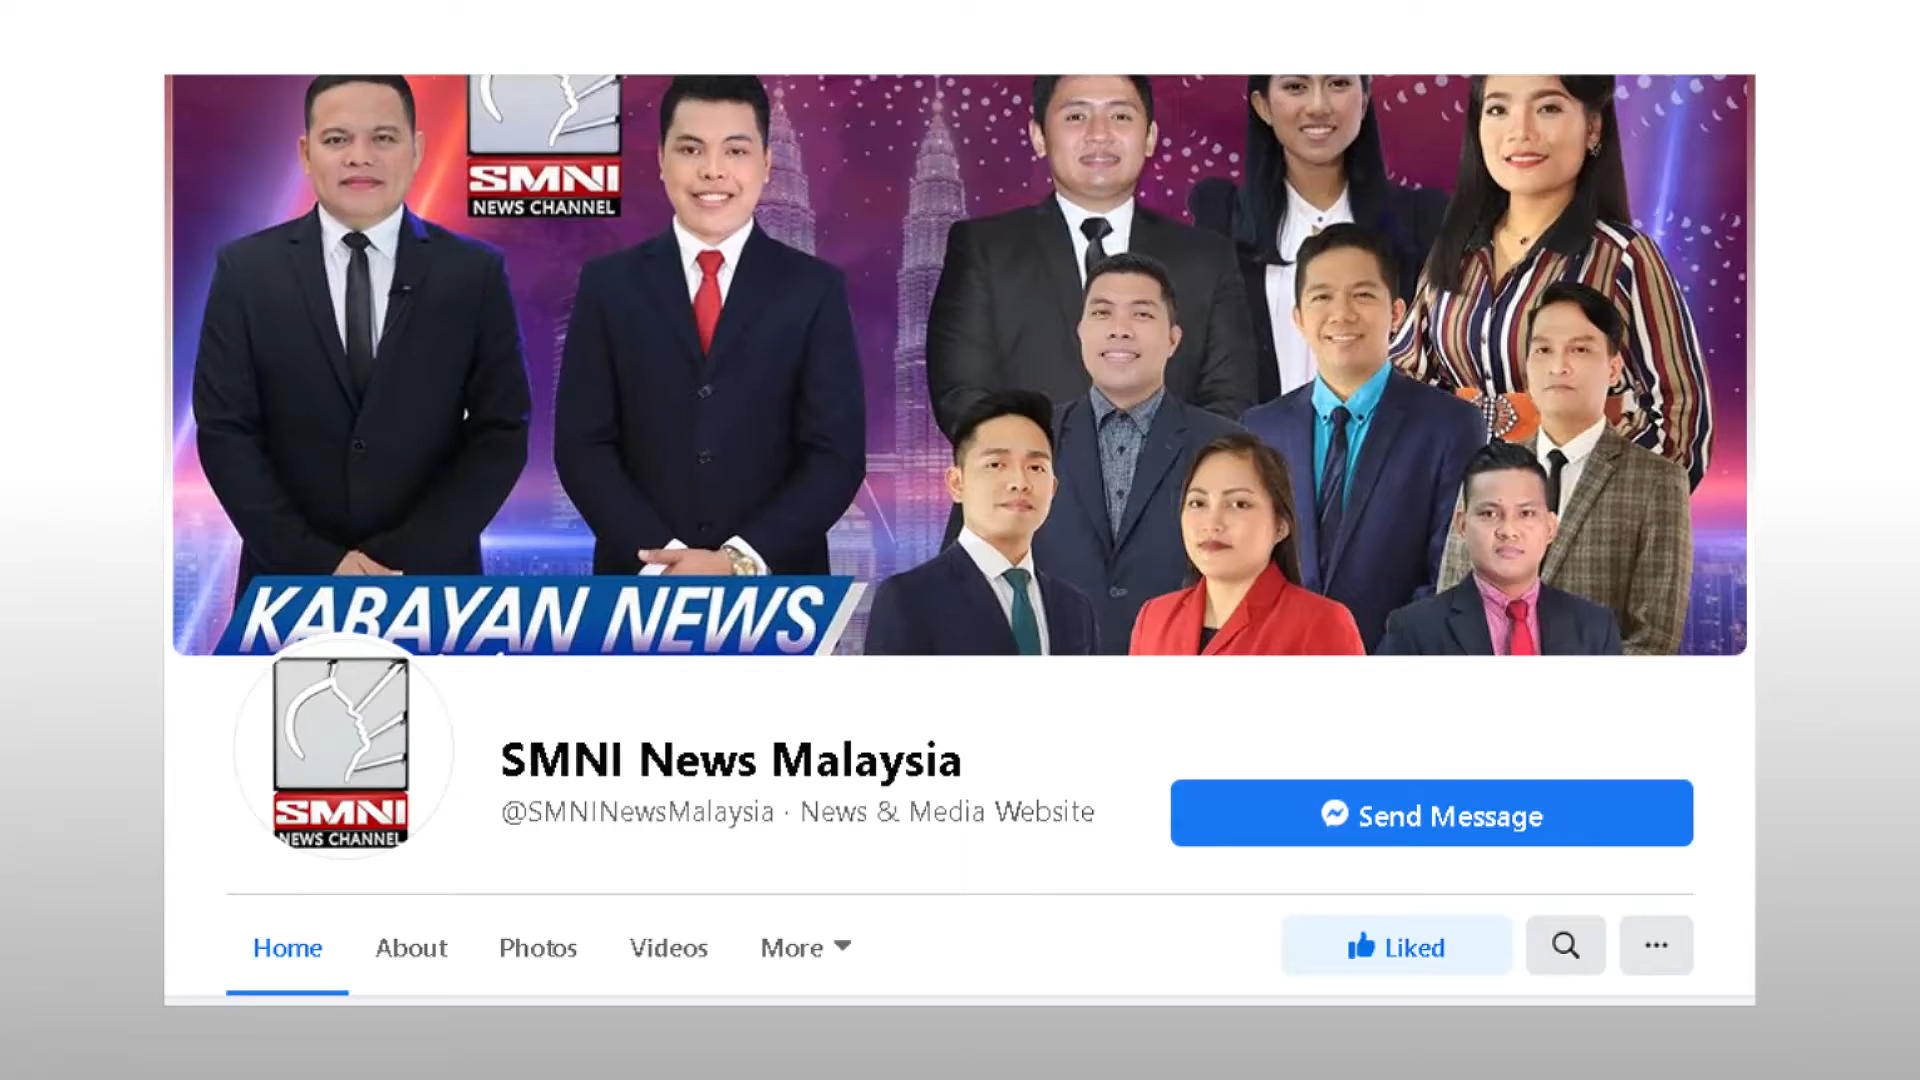 SMNI
NEWS CHANNEL
KABAYAN NEWS
SMNI
NEWS CHANNEL
SMNI News Malaysia
@SMNINewsMalaysia · News & Media Website
Send Message
Home
About
Photos
Videos
More
Liked